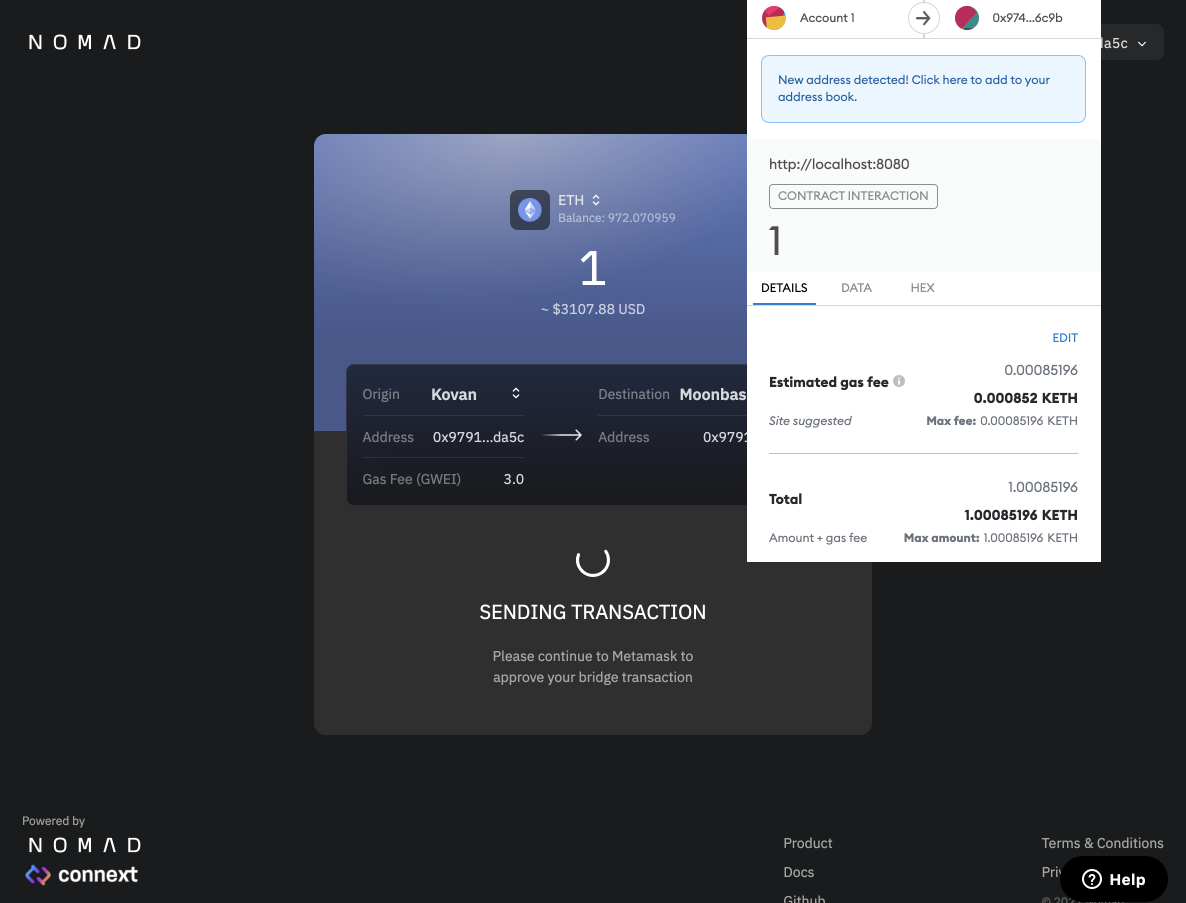 NOMAD
Account 1
0x974...6c9b
da5c
New address detected! Click here to add to your
address book.
http://localhost:8080
CONTRACT INTERACTION
1
DETAILS
DATA
HEX
EDIT
0.00085196
Estimated gas fee
0.000852 KETH
Site suggested
Max fee: 0.00085196 KETH
1.00085196
Total
1.00085196 KETH
Amount + gas fee
Max amount: 1.00085196 KETH
ETH
Balance: 972.070959
1
~ $3107.88 USD
Origin
Kovan
Destination
Moonbas
Address
0x9791...da5c
Address
0x9791
Gas Fee (GWEI)
3.0
SENDING TRANSACTION
Please continue to Metamask to
approve your bridge transaction
Powered by
NOMAD
connext
Product
Docs
Github
Terms & Conditions
Help